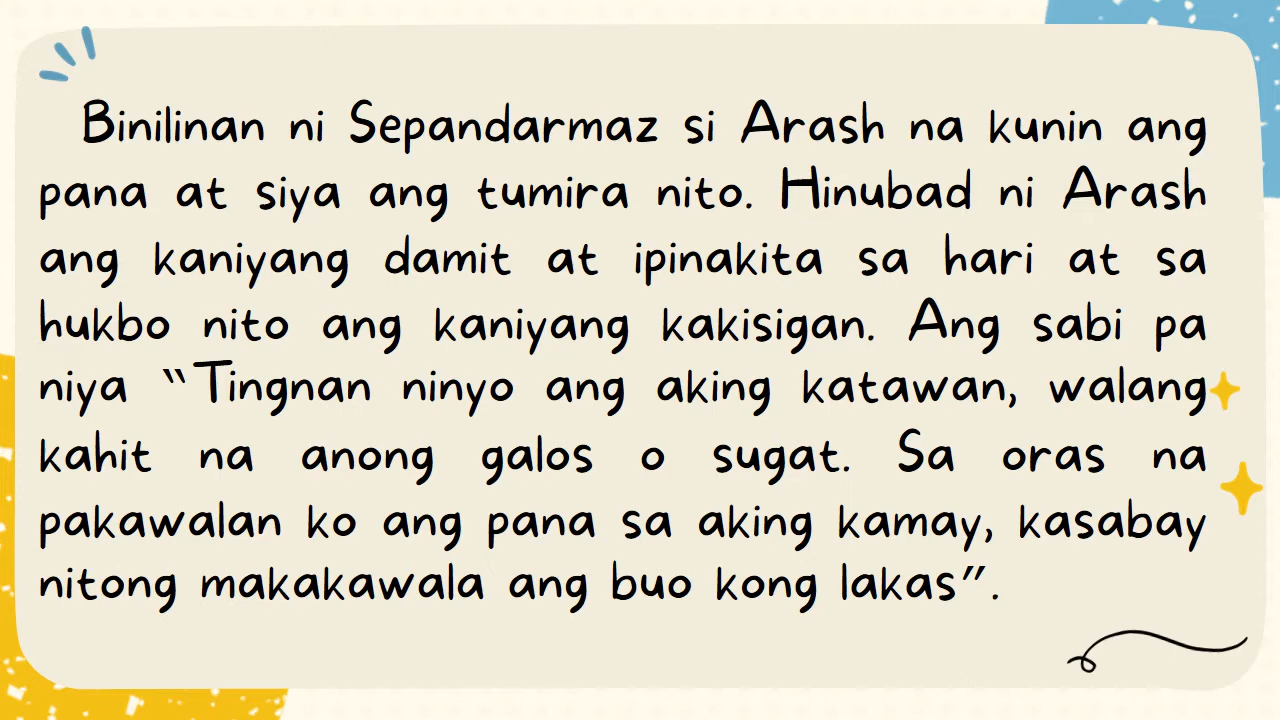 Binilinan ni Sepandarmaz si Arash na kunin ang
pana at siya ang tumira nito. Hinubad ni Arash
ang kaniyang damit at ipinakita sa hari at sa
hukbo nito ang kaniyang kakisigan. Ang sabi pa
niya “Tingnan ninyo ang aking katawan, walang
kahit na anong galos o sugat. Sa oras na
pakawalan ko ang pana sa aking kamay, kasabay
nitong makakawala ang buo kong lakas”.